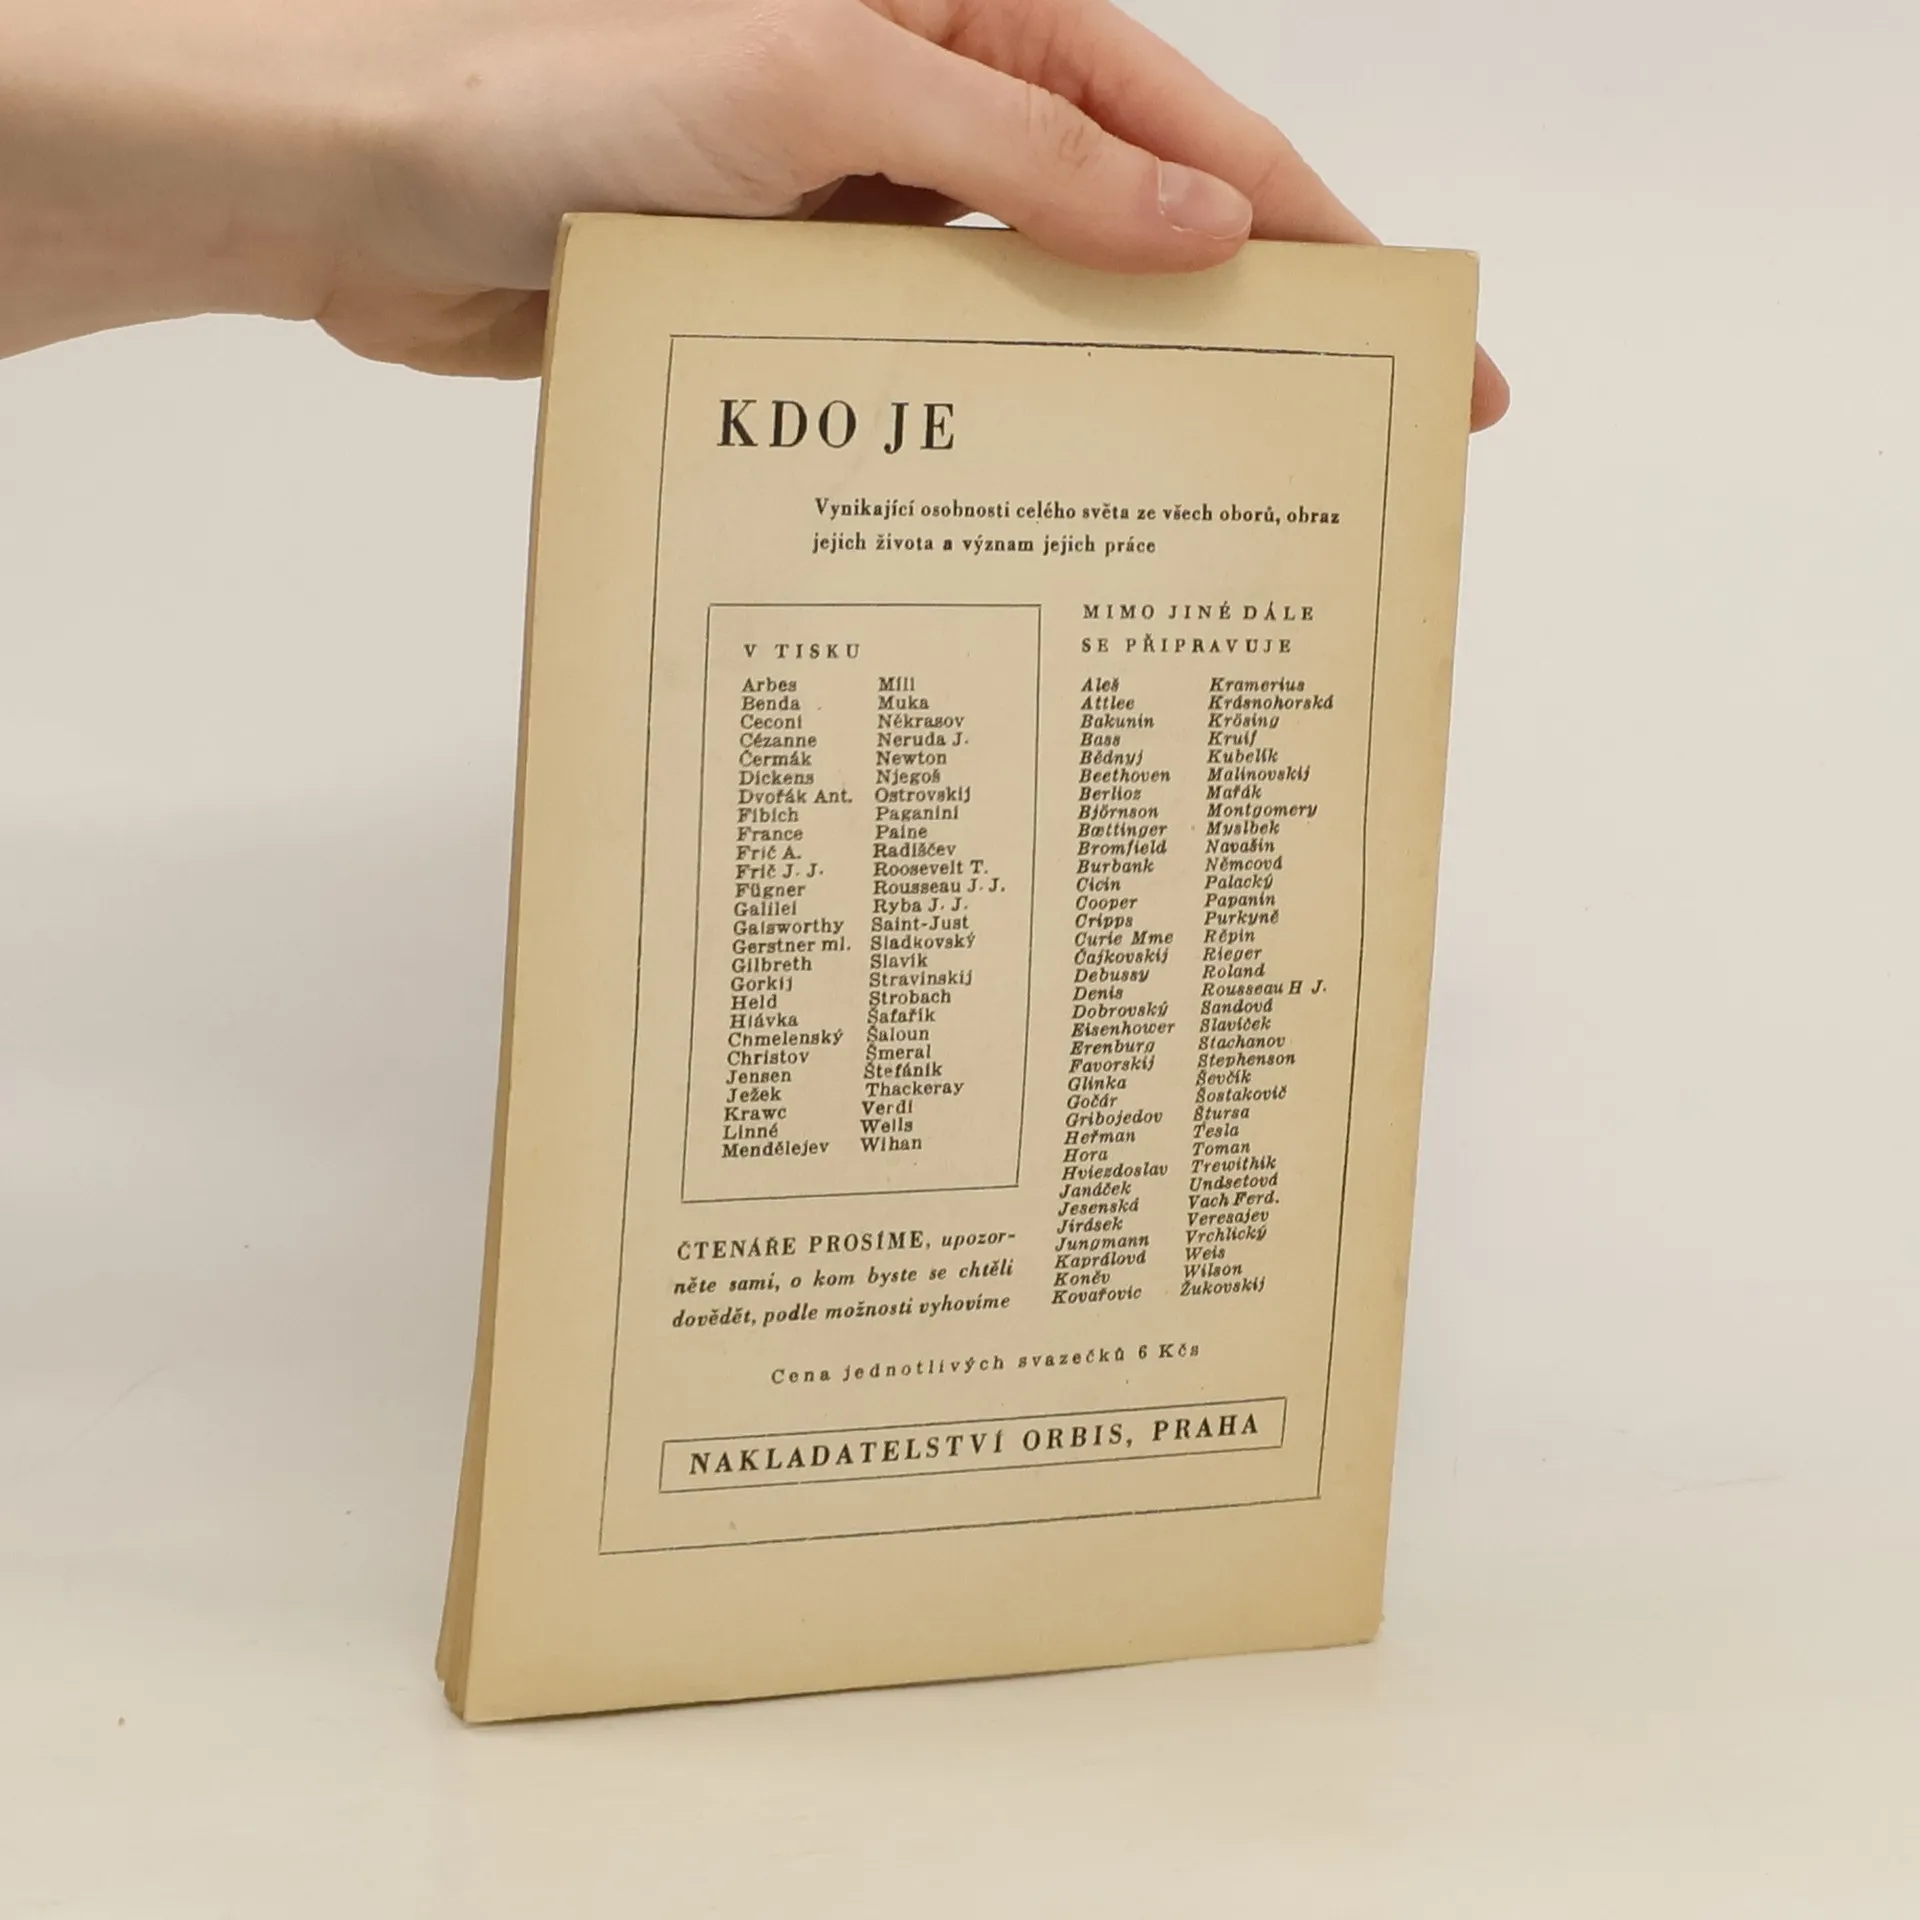 KDO JE
Vynikající osobnosti celého světa ze všech oborů, obraz
jejich života a význam jejich práce
V TISKU
Arbes
Benda
Ceconi
Cézanne
Čermák
Dickens
Dvořák Ant.
Fibich
France
Frič A.
Frič J. J.
Fügner
Galilei
Galsworthy
Gerstner ml.
Gilbreth
Gorkij
Held
Hlávka
Chmelenský
Christov
Jensen
Ježek
Krawc
Linné
Mendělejev
Mill
Muka
Někrasov
Neruda J.
Newton
Njegoš
Ostrovskij
Paganini
Paine
Radiščev
Roosevelt T.
Rousseau J. J.
Ryba J. J.
Saint-Just
Sladkovský
Slavík
Stravinskij
Strobach
Šafařík
Šaloun
Šmeral
Štefánik
Thackeray
Verdi
Wells
Wihan
MIMO JINÉ DÁLE
SE PŘIPRAVUJE
Aleš
Attlee
Bakunin
Bass
Bědnyj
Beethoven
Berlioz
Björnson
Bœttinger
Bromfield
Burbank
Cicin
Cooper
Cripps
Curie Mme
Čajkovskij
Debussy
Denis
Dobrovský
Eisenhower
Erenburg
Favorskij
Glinka
Gočár
Gribojedov
Heřman
Hora
Hviezdoslav
Janáček
Jesenská
Jirásek
Jungmann
Kaprálová
Koněv
Kovařovic
Kramerius
Krásnohorská
Krösing
Kruif
Kubelík
Malinovskij
Mařák
Montgomery
Myslbek
Navašin
Němcová
Palacký
Papanin
Purkyně
Rěpin
Rieger
Roland
Rousseau H J.
Sandová
Slavíček
Stachanov
Stephenson
Ševčík
Šostakovič
Štursa
Tesla
Toman
Trewithik
Undsetová
Vach Ferd.
Veresajev
Vrchlický
Weis
Wilson
Žukovskij
ČTENÁŘE PROSÍME, upozor-
něte sami, o kom byste se chtěli
dovědět, podle možnosti vyhovíme
Cena jednotlivých svazečků 6 Kčs
NAKLADATELSTVÍ ORBIS, PRAHA